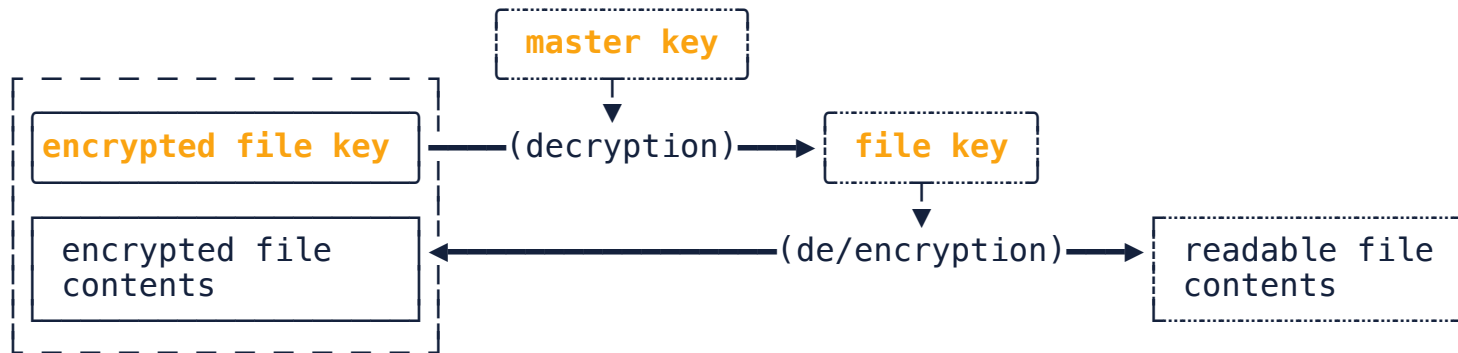 master key
encrypted file key
(decryption)
file key
encrypted file
contents
(de/encryption)
readable file
contents